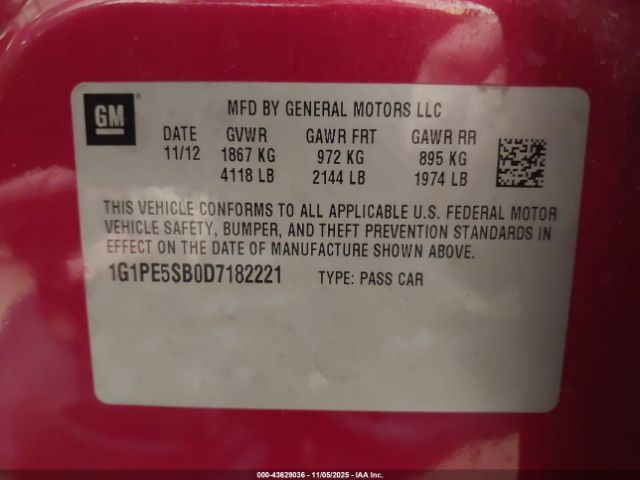 GM
MFD BY GENERAL MOTORS LLC
DATE GVWR GAWR FRT GAWR RR
11/12 1867 KG 972 KG 895 KG
4118 LB 2144 LB 1974 LB
THIS VEHICLE CONFORMS TO ALL APPLICABLE U.S. FEDERAL MOTOR
VEHICLE SAFETY, BUMPER, AND THEFT PREVENTION STANDARDS IN
EFFECT ON THE DATE OF MANUFACTURE SHOWN ABOVE.
1G1PE5SB0D7182221 TYPE: PASS CAR
000-43629036 - 11/05/2025 - IAA Inc.